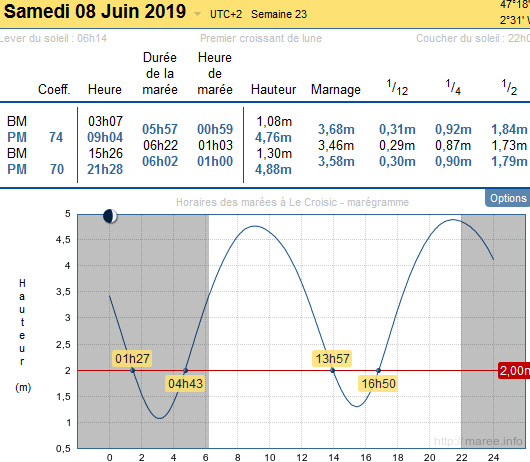 Samedi 08 Juin 2019 UTC+2 Semaine 23 47°18'
2°31' W
Lever du soleil : 06h14 Premier croissant de lune Coucher du soleil : 22h0
Durée Heure
de la de
Coeff. Heure marée marée Hauteur Marnage 1/12 1/4 1/2
BM 03h07 1,08m
05h57 00h59 3,68m 0,31m 0,92m 1,84m
PM 74 09h04 4,76m
06h22 01h03 3,46m 0,29m 0,87m 1,73m
BM 15h26 1,30m
06h02 01h00 3,58m 0,30m 0,90m 1,79m
PM 70 21h28 4,88m
Options
Horaires des marées à Le Croisic - marégramme
5
4,5
4
3,5
3
2,5
2
1,5
1
0,5
Hauteur
(m)
01h27
04h43
13h57
16h50
2,00m
http://maree.info
0 2 4 6 8 10 12 14 16 18 20 22 24